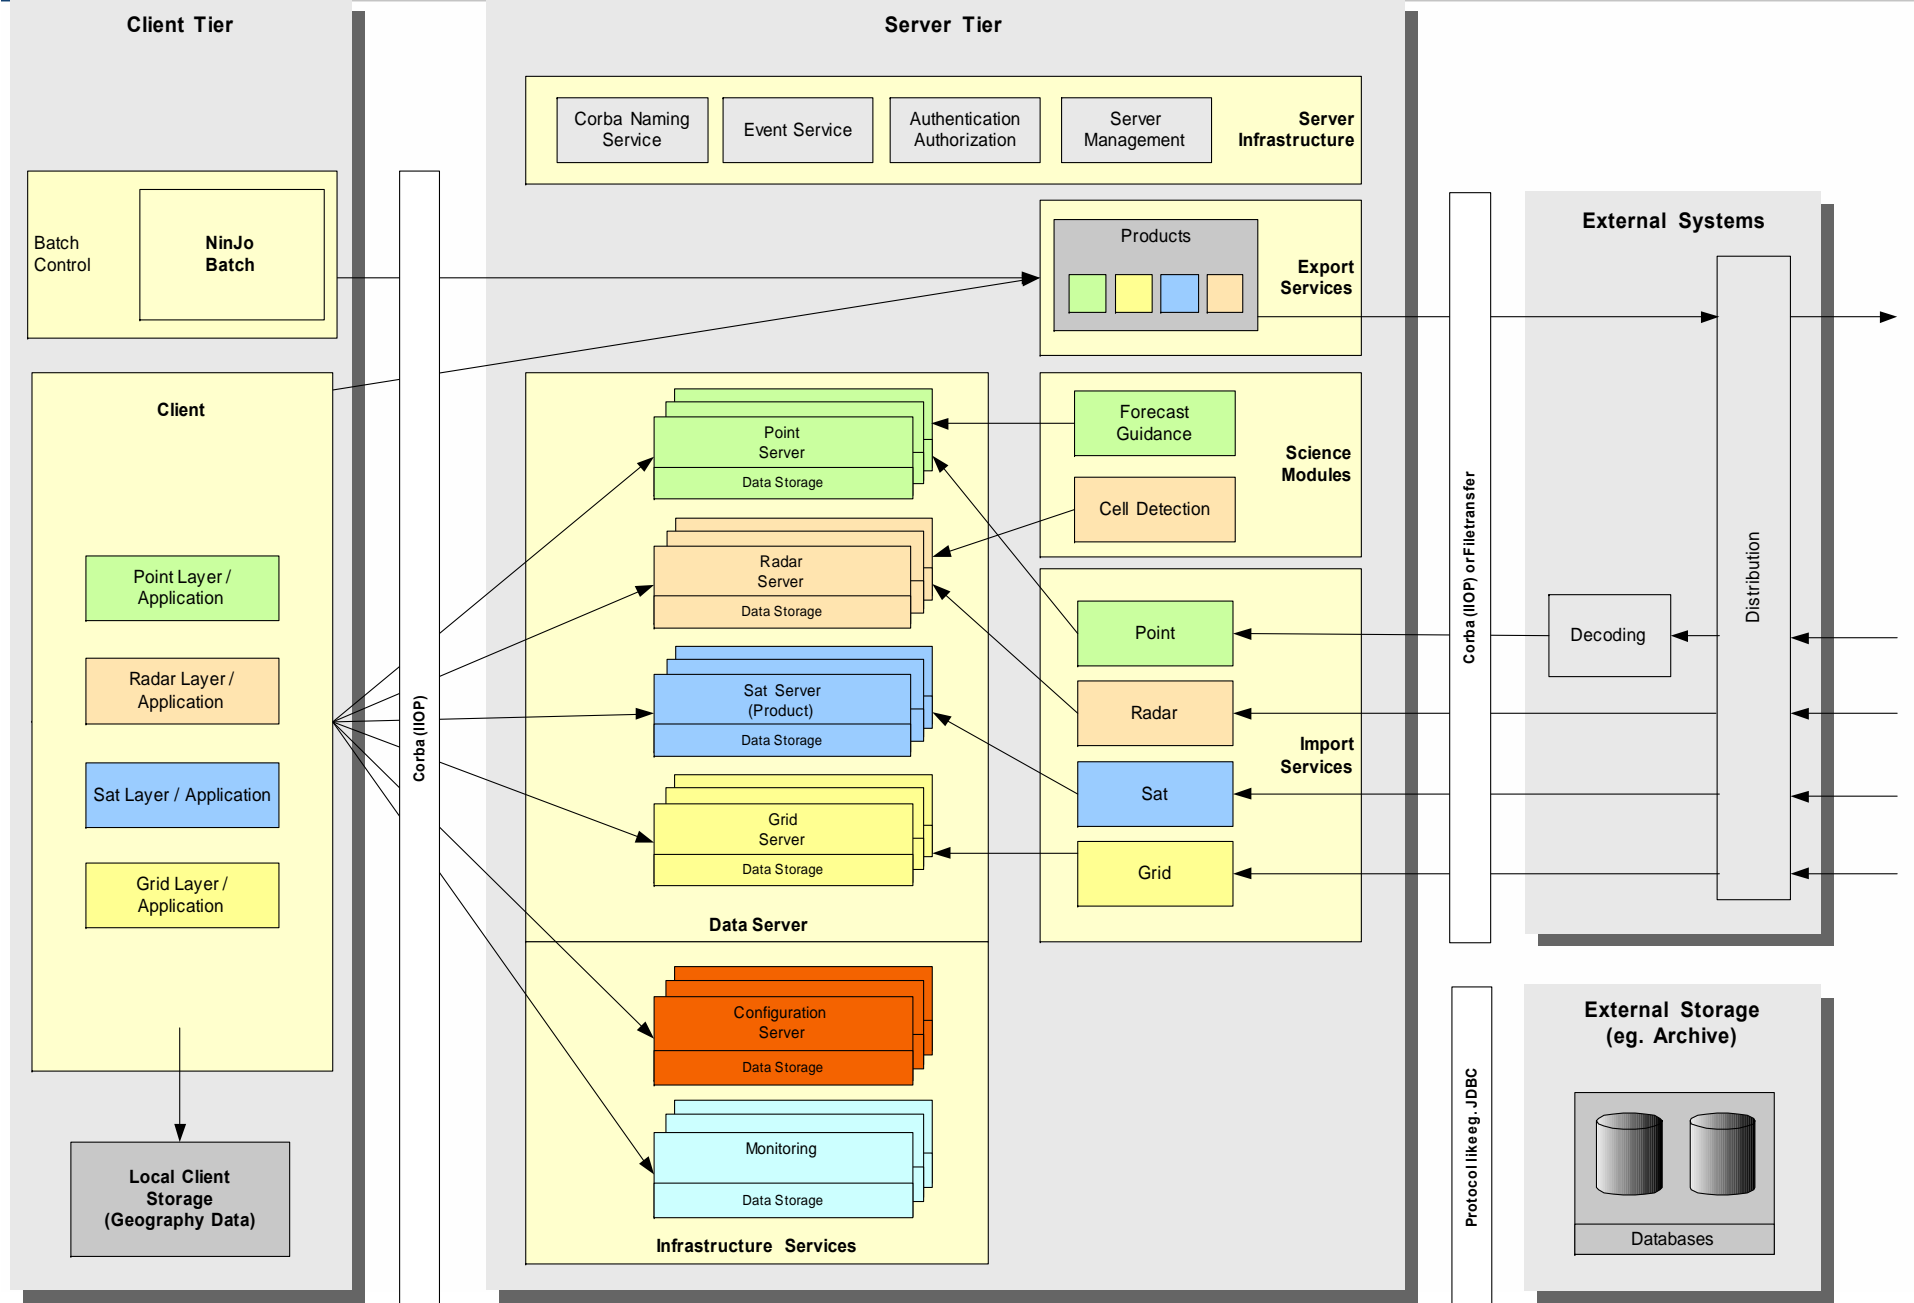 Client Tier
Batch
Control
NinJo
Batch
Client
Point Layer /
Application
Radar Layer /
Application
Sat Layer / Application
Grid Layer /
Application
Local Client
Storage
(Geography Data)
Corba (IIOP)
Server Tier
Corba Naming
Service
Event Service
Authentication
Authorization
Server
Management
Server
Infrastructure
Products
Export
Services
Point
Server
Data Storage
Radar
Server
Data Storage
Sat Server
(Product)
Data Storage
Grid
Server
Data Storage
Data Server
Configuration
Server
Data Storage
Monitoring
Data Storage
Infrastructure Services
Forecast
Guidance
Cell Detection
Science
Modules
Point
Radar
Sat
Grid
Import
Services
Corba (IIOP) or Filetransfer
External Systems
Decoding
Distribution
Protocol like eg. JDBC
External Storage
(eg. Archive)
Databases